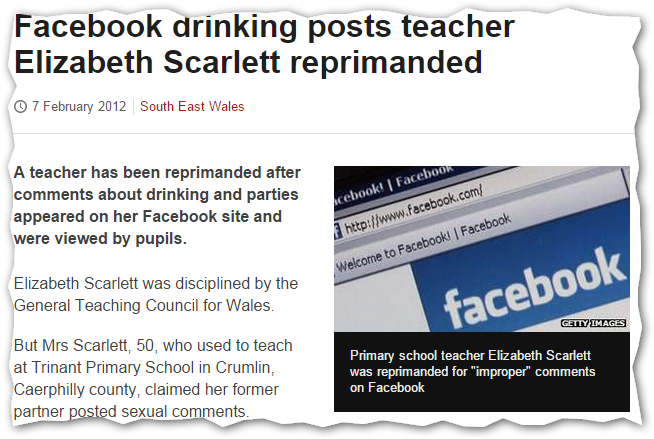 Facebook drinking posts teacher
Elizabeth Scarlett reprimanded
7 February 2012 South East Wales
A teacher has been reprimanded after
comments about drinking and parties
appeared on her Facebook site and
were viewed by pupils.
Elizabeth Scarlett was disciplined by the
General Teaching Council for Wales.
But Mrs Scarlett, 50, who used to teach
at Trinant Primary School in Crumlin,
Caerphilly county, claimed her former
partner posted sexual comments.
cebook! | Facebook
http://www.facebook.com/
Welcome to Facebook! | Facebook
facebook
GETTY IMAGES
Primary school teacher Elizabeth Scarlett
was reprimanded for "improper" comments
on Facebook